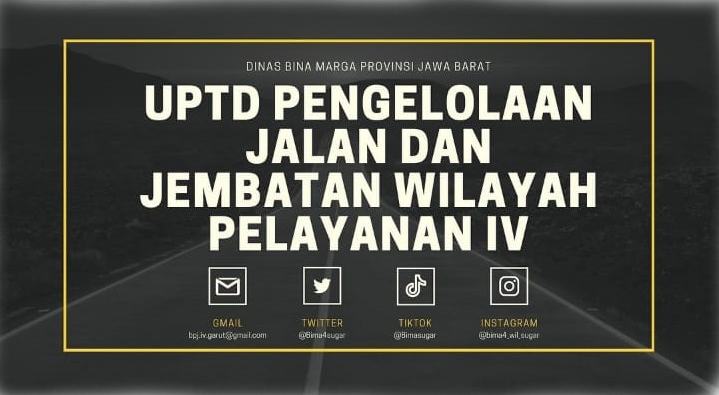 DINAS BINA MARGA PROVINSI JAWA BARAT
UPTD PENGELOLAAN
JALAN DAN
JEMBATAN WILAYAH
PELAYANAN IV
GMAIL TWITTER TIKTOK INSTAGRAM
bpj.iv.garut@gmail.com @Bima4sugar @Bimasugar @bima4_wil_sugar